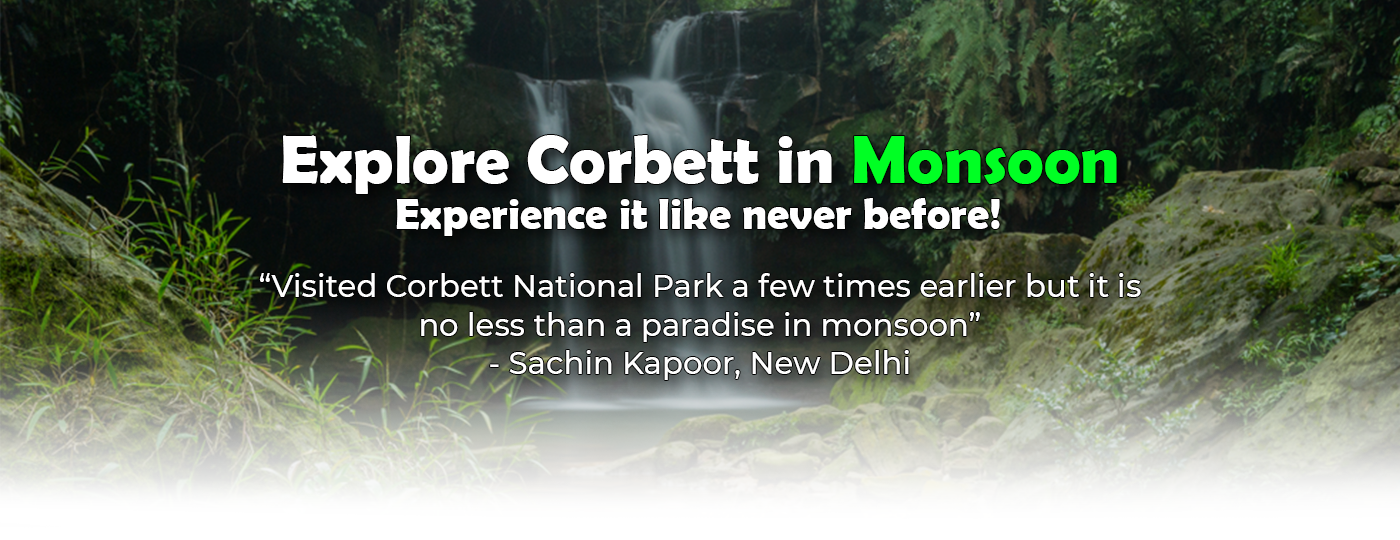 Explore Corbett in Monsoon
Experience it like never before!
“Visited Corbett National Park a few times earlier but it is
no less than a paradise in monsoon”
- Sachin Kapoor, New Delhi